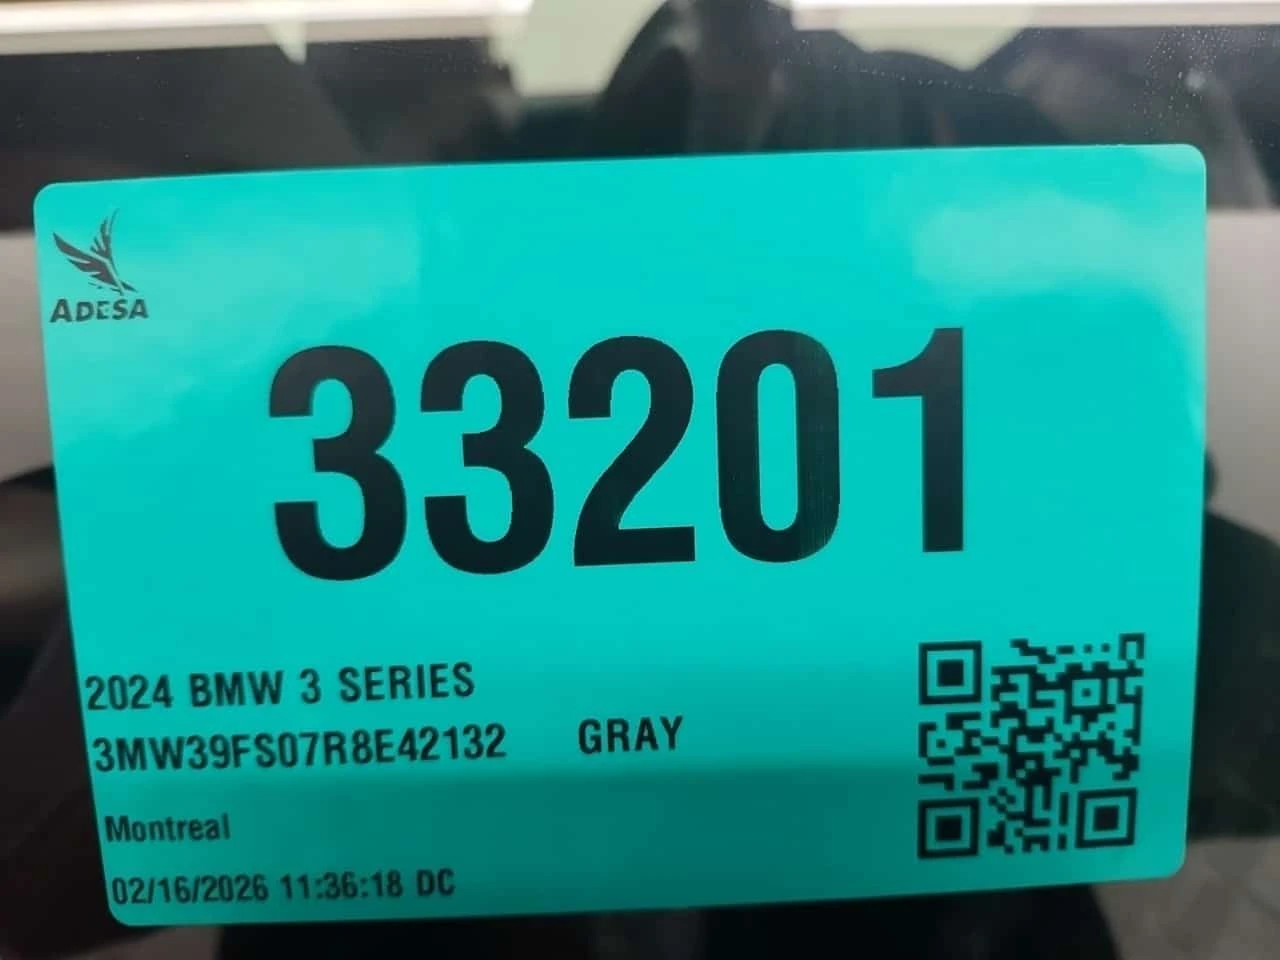 ADESA
33201
2024 BMW 3 SERIES
3MW39FS07R8E42132 GRAY
Montreal
02/16/2026 11:36:18 DC